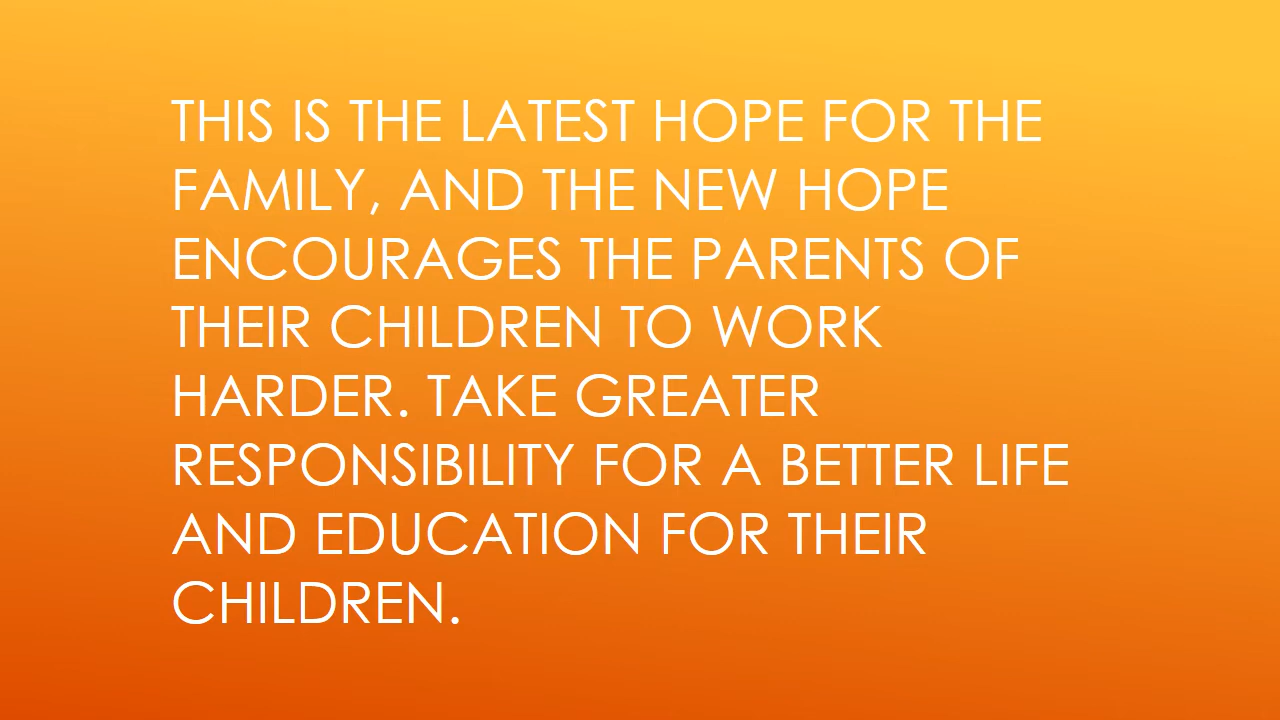 THIS IS THE LATEST HOPE FOR THE
FAMILY, AND THE NEW HOPE
ENCOURAGES THE PARENTS OF
THEIR CHILDREN TO WORK
HARDER. TAKE GREATER
RESPONSIBILITY FOR A BETTER LIFE
AND EDUCATION FOR THEIR
CHILDREN.